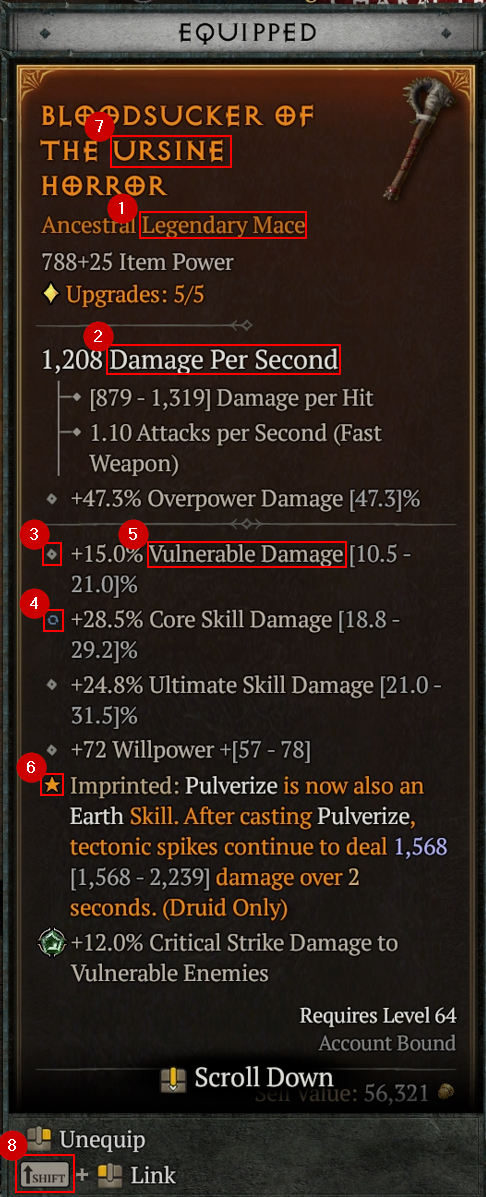 EQUIPPED
BLOODSUCKER OF
7
THE URSINE
HORROR
1
Ancestral Legendary Mace
788+25 Item Power
Upgrades: 5/5
2
1,208 Damage Per Second
[879 - 1,319] Damage per Hit
1.10 Attacks per Second (Fast
Weapon)
+47.3% Overpower Damage [47.3]%
3 5
+15.0% Vulnerable Damage [10.5 -
21.0]%
4
+28.5% Core Skill Damage [18.8 -
29.2]%
+24.8% Ultimate Skill Damage [21.0 -
31.5]%
+72 Willpower +[57 - 78]
6
Imprinted: Pulverize is now also an
Earth Skill. After casting Pulverize,
tectonic spikes continue to deal 1,568
[1,568 - 2,239] damage over 2
seconds. (Druid Only)
+12.0% Critical Strike Damage to
Vulnerable Enemies
Requires Level 64
Account Bound
Scroll Down
Sell Value: 56,321
Unequip
8
SHIFT + Link